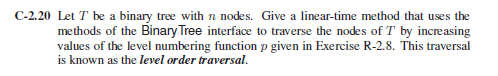 C-2.20 Let T be a binary tree with n nodes. Give a linear-time method that uses the
methods of the BinaryTree interface to traverse the nodes of T by increasing
values of the level numbering function p given in Exercise R-2.8. This traversal
is known as the level order traversal.